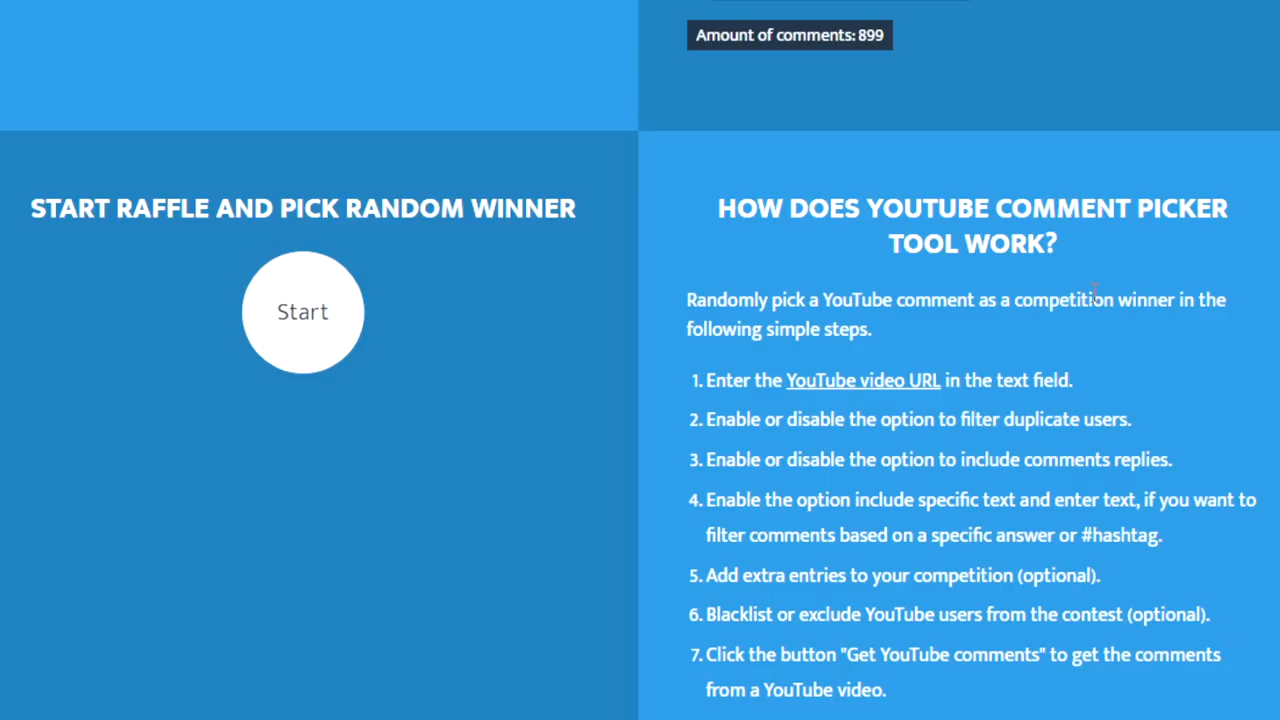 Amount of comments: 899
START RAFFLE AND PICK RANDOM WINNER
Start
HOW DOES YOUTUBE COMMENT PICKER
TOOL WORK?
Randomly pick a YouTube comment as a competition winner in the
following simple steps.
1. Enter the YouTube video URL in the text field.
2. Enable or disable the option to filter duplicate users.
3. Enable or disable the option to include comments replies.
4. Enable the option include specific text and enter text, if you want to
filter comments based on a specific answer or #hashtag.
5. Add extra entries to your competition (optional).
6. Blacklist or exclude YouTube users from the contest (optional).
7. Click the button "Get YouTube comments" to get the comments
from a YouTube video.